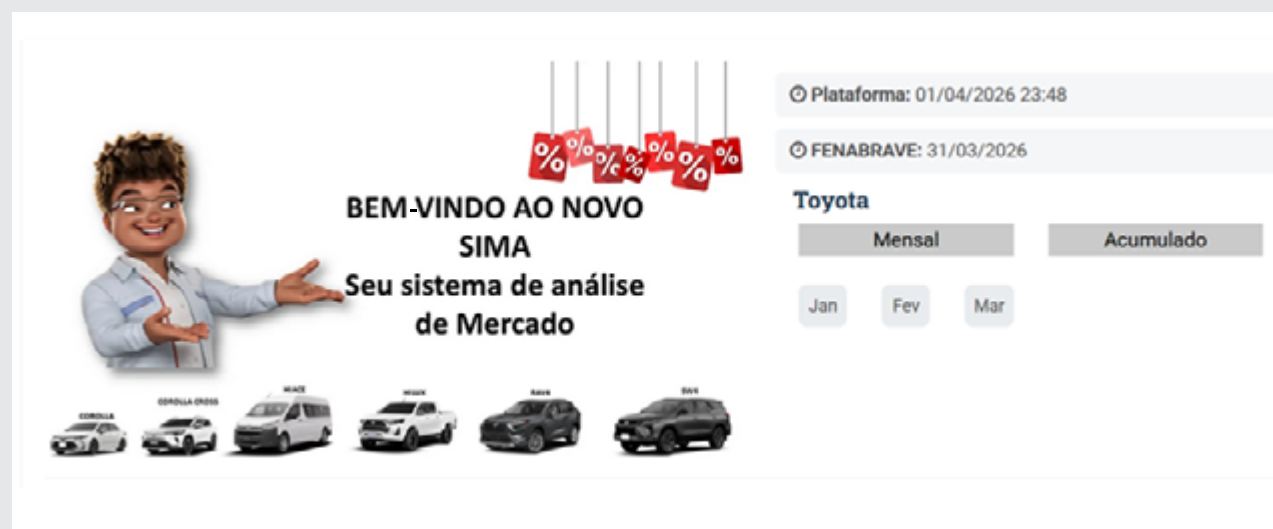 % % % % % % %
BEM-VINDO AO NOVO
SIMA
Seu sistema de análise
de Mercado
COROLLA
COROLLA CROSS
HIACE
HILUX
RAV4
SW4
Plataforma: 01/04/2026 23:48
FENABRAVE: 31/03/2026
Toyota
Mensal
Acumulado
Jan
Fev
Mar